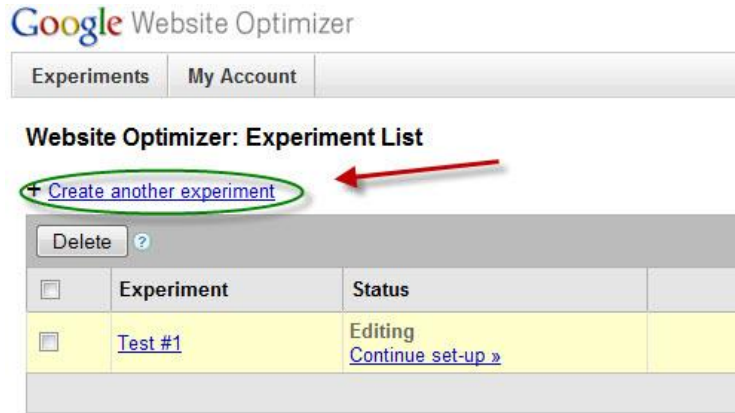 Google Website Optimizer
Experiments My Account
Website Optimizer: Experiment List
+ Create another experiment
Delete ?
Experiment Status
Test #1 Editing
Continue set-up »